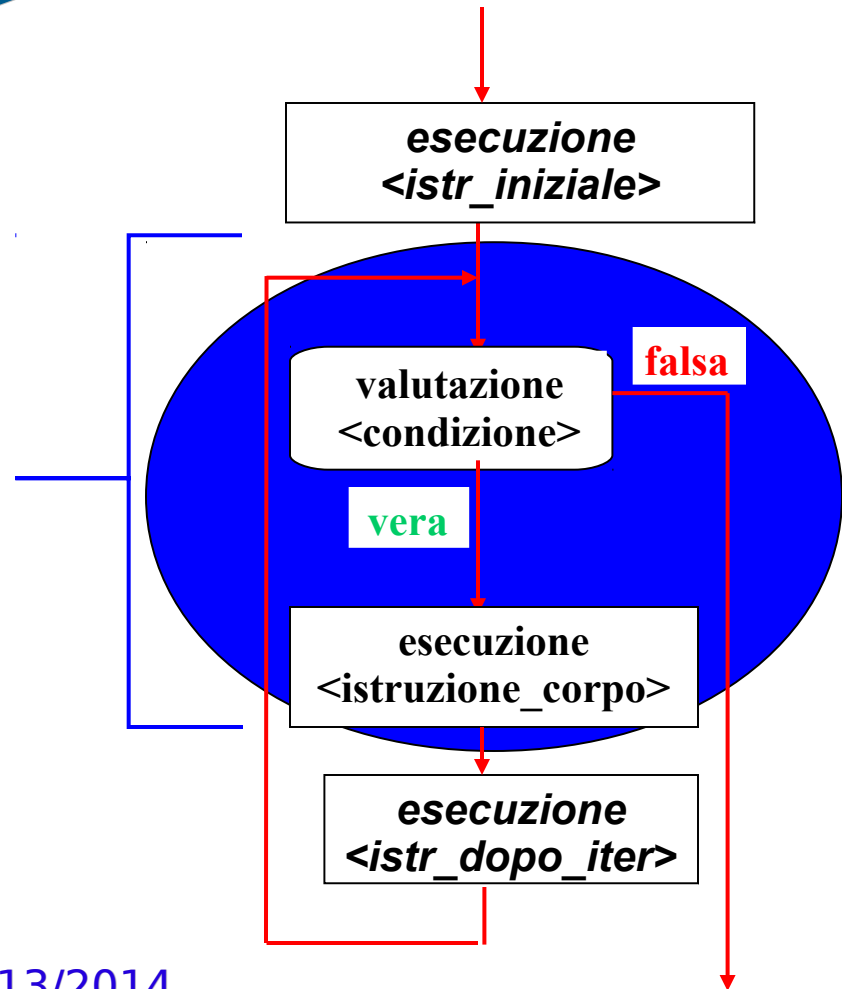 esecuzione
<istr_iniziale>
falsa
valutazione
<condizione>
vera
esecuzione
<istruzione_corpo>
esecuzione
<istr_dopo_iter>
13/2014